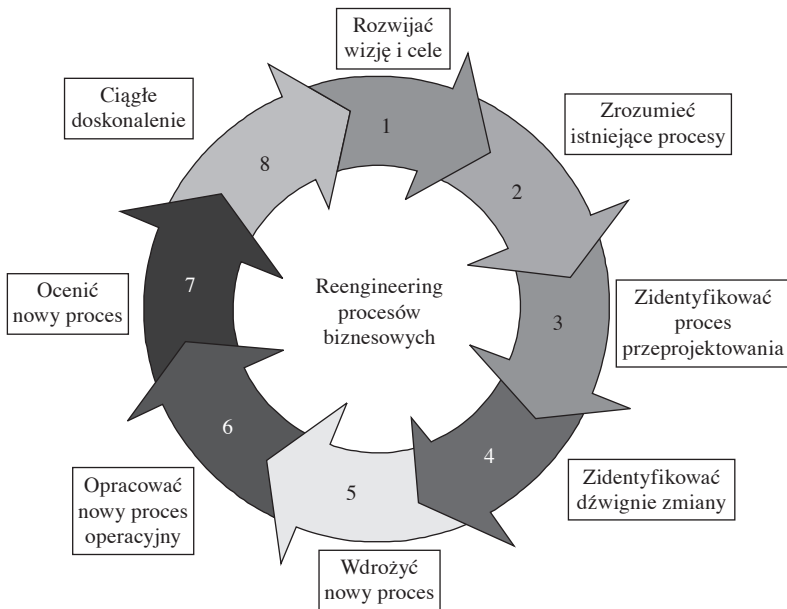 Rozwijać
wizję i cele
1
Zrozumieć
istniejące procesy
2
Zidentyfikować
proces
przeprojektowania
3
Zidentyfikować
dźwignie zmiany
4
Wdrożyć
nowy proces
5
Opracować
nowy proces
operacyjny
6
Ocenić
nowy proces
7
Ciągłe
doskonalenie
8
Reengineering
procesów
biznesowych